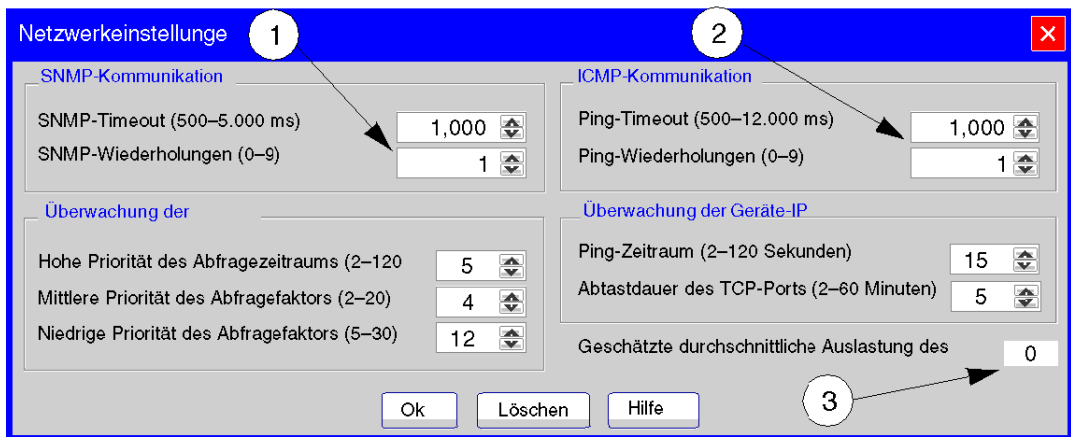 Netzwerkeinstellunge
1
2
SNMP-Kommunikation
SNMP-Timeout (500–5.000 ms) 1,000
SNMP-Wiederholungen (0–9) 1
ICMP-Kommunikation
Ping-Timeout (500–12.000 ms) 1,000
Ping-Wiederholungen (0–9) 1
Überwachung der
Hohe Priorität des Abfragezeitraums (2–120 5
Mittlere Priorität des Abfragefaktors (2–20) 4
Niedrige Priorität des Abfragefaktors (5–30) 12
Überwachung der Geräte-IP
Ping-Zeitraum (2–120 Sekunden) 15
Abtastdauer des TCP-Ports (2–60 Minuten) 5
Geschätzte durchschnittliche Auslastung des 0
3
Ok Löschen Hilfe